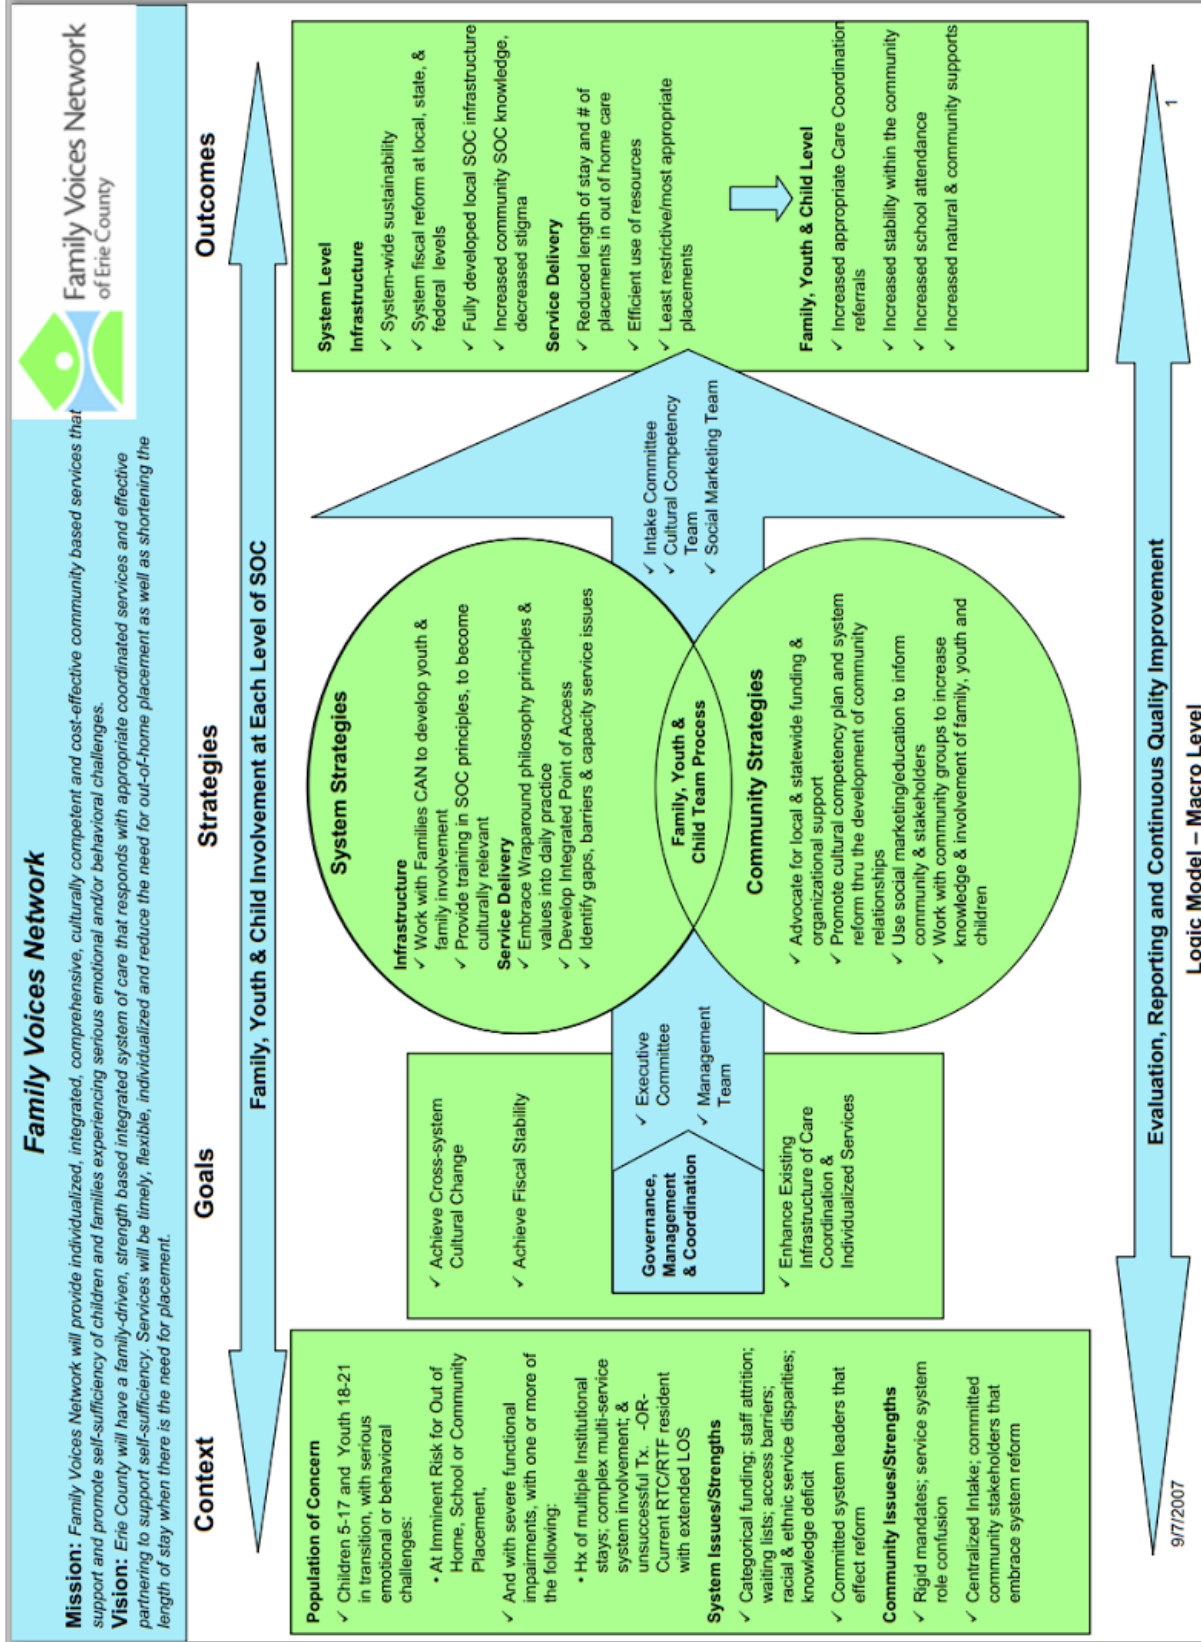 Family Voices Network
Family Voices Network
of Erie County
Mission: Family Voices Network will provide individualized, integrated, comprehensive, culturally competent and cost-effective community based services that
support and promote self-sufficiency of children and families experiencing serious emotional and/or behavioral challenges.
Vision: Erie County will have a family-driven, strength based integrated system of care that responds with appropriate coordinated services and effective
partnering to support self-sufficiency. Services will be timely, flexible, individualized and reduce the need for out-of-home placement as well as shortening the
length of stay when there is the need for placement.
Context
Goals
Strategies
Outcomes
Family, Youth & Child Involvement at Each Level of SOC
Population of Concern
✓ Children 5-17 and Youth 18-21
in transition, with serious
emotional or behavioral
challenges:
• At Imminent Risk for Out of
Home, School or Community
Placement,
✓ And with severe functional
impairments, with one or more of
the following:
• Hx of multiple Institutional
stays; complex multi-service
system involvement; &
unsuccessful Tx. -OR-
Current RTC/RTF resident
with extended LOS
System Issues/Strengths
✓ Categorical funding; staff attrition;
waiting lists; access barriers;
racial & ethnic service disparities;
knowledge deficit
✓ Committed system leaders that
effect reform
Community Issues/Strengths
✓ Rigid mandates; service system
role confusion
✓ Centralized Intake; committed
community stakeholders that
embrace system reform
✓ Achieve Cross-system
Cultural Change
✓ Achieve Fiscal Stability
Governance,
Management
& Coordination
✓ Executive
Committee
✓ Management
Team
✓ Enhance Existing
Infrastructure of Care
Coordination &
Individualized Services
System Strategies
Infrastructure
✓ Work with Families CAN to develop youth &
family involvement
✓ Provide training in SOC principles, to become
culturally relevant
Service Delivery
✓ Embrace Wraparound philosophy principles &
values into daily practice
✓ Develop Integrated Point of Access
✓ Identify gaps, barriers & capacity service issues
Family, Youth &
Child Team Process
Community Strategies
✓ Advocate for local & statewide funding &
organizational support
✓ Promote cultural competency plan and system
reform thru the development of community
relationships
✓ Use social marketing/education to inform
community & stakeholders
✓ Work with community groups to increase
knowledge & involvement of family, youth and
children
✓ Intake Committee
✓ Cultural Competency
Team
✓ Social Marketing Team
System Level
Infrastructure
✓ System-wide sustainability
✓ System fiscal reform at local, state, &
federal levels
✓ Fully developed local SOC infrastructure
✓ Increased community SOC knowledge,
decreased stigma
Service Delivery
✓ Reduced length of stay and # of
placements in out of home care
✓ Efficient use of resources
✓ Least restrictive/most appropriate
placements
Family, Youth & Child Level
✓ Increased appropriate Care Coordination
referrals
✓ Increased stability within the community
✓ Increased school attendance
✓ Increased natural & community supports
Evaluation, Reporting and Continuous Quality Improvement
9/7/2007
Logic Model – Macro Level
1